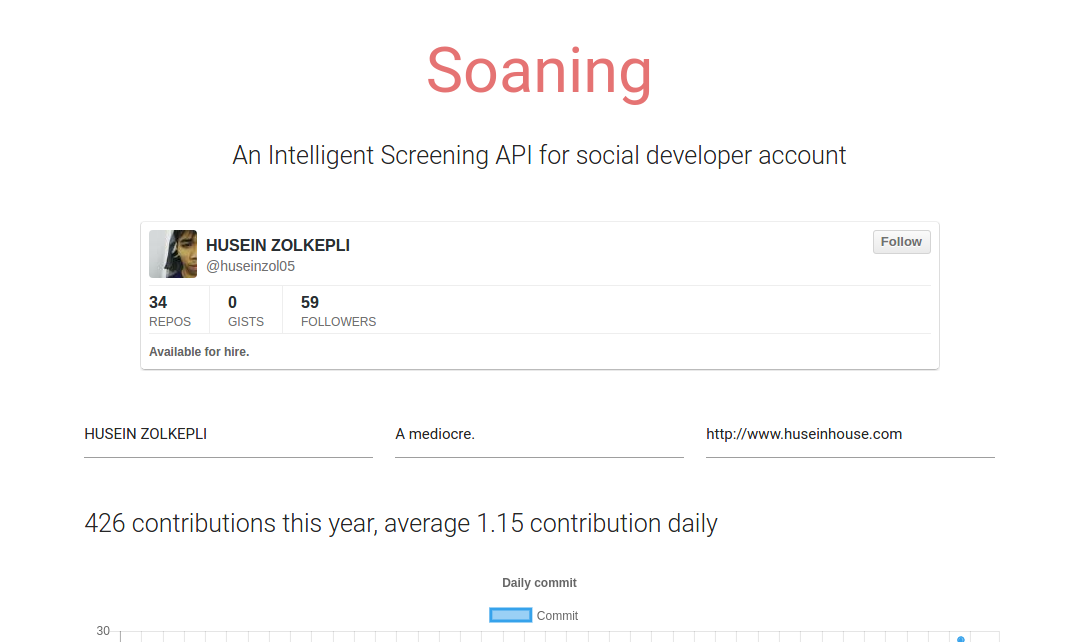 Soaning
An Intelligent Screening API for social developer account
HUSEIN ZOLKEPLI
@huseinzol05
Follow
34 0 59
REPOS GISTS FOLLOWERS
Available for hire.
HUSEIN ZOLKEPLI A mediocre. http://www.huseinhouse.com
426 contributions this year, average 1.15 contribution daily
Daily commit
Commit
30